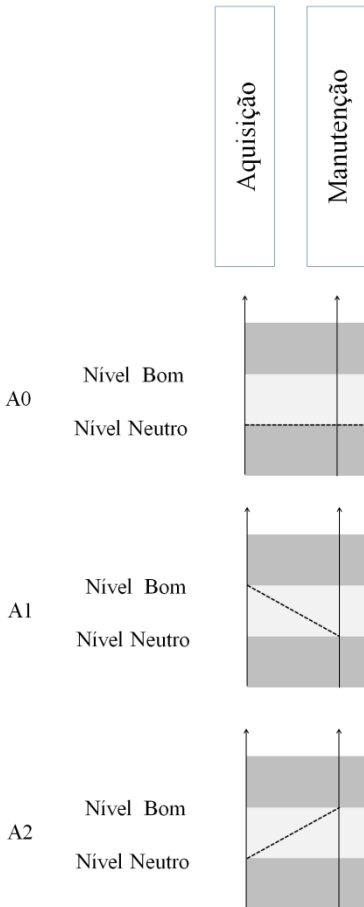 Aquisição
Manutenção
Nível Bom
A0
Nível Neutro
Nível Bom
A1
Nível Neutro
Nível Bom
A2
Nível Neutro